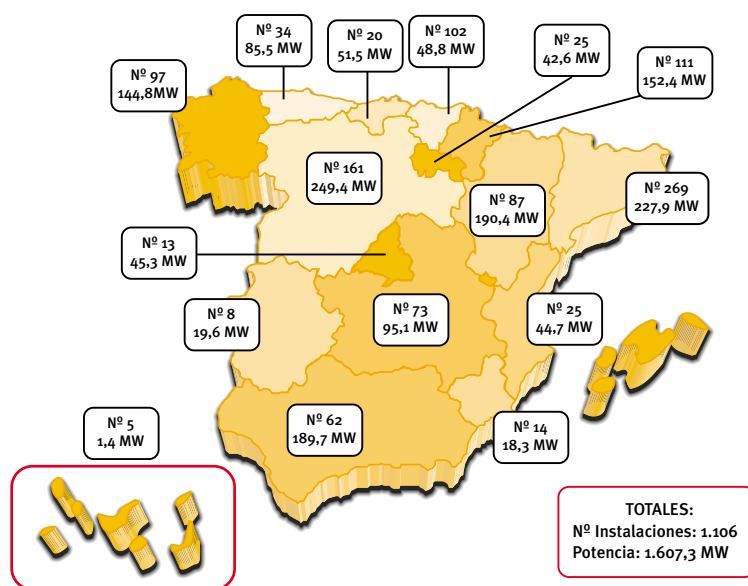 Nº 34
85,5 MW
Nº 20
51,5 MW
Nº 102
48,8 MW
Nº 25
42,6 MW
Nº 111
152,4 MW
Nº 97
144,8MW
Nº 161
249,4 MW
Nº 87
190,4 MW
Nº 269
227,9 MW
Nº 13
45,3 MW
Nº 8
19,6 MW
Nº 73
95,1 MW
Nº 25
44,7 MW
Nº 62
189,7 MW
Nº 14
18,3 MW
Nº 5
1,4 MW
TOTALES:
Nº Instalaciones: 1.106
Potencia: 1.607,3 MW